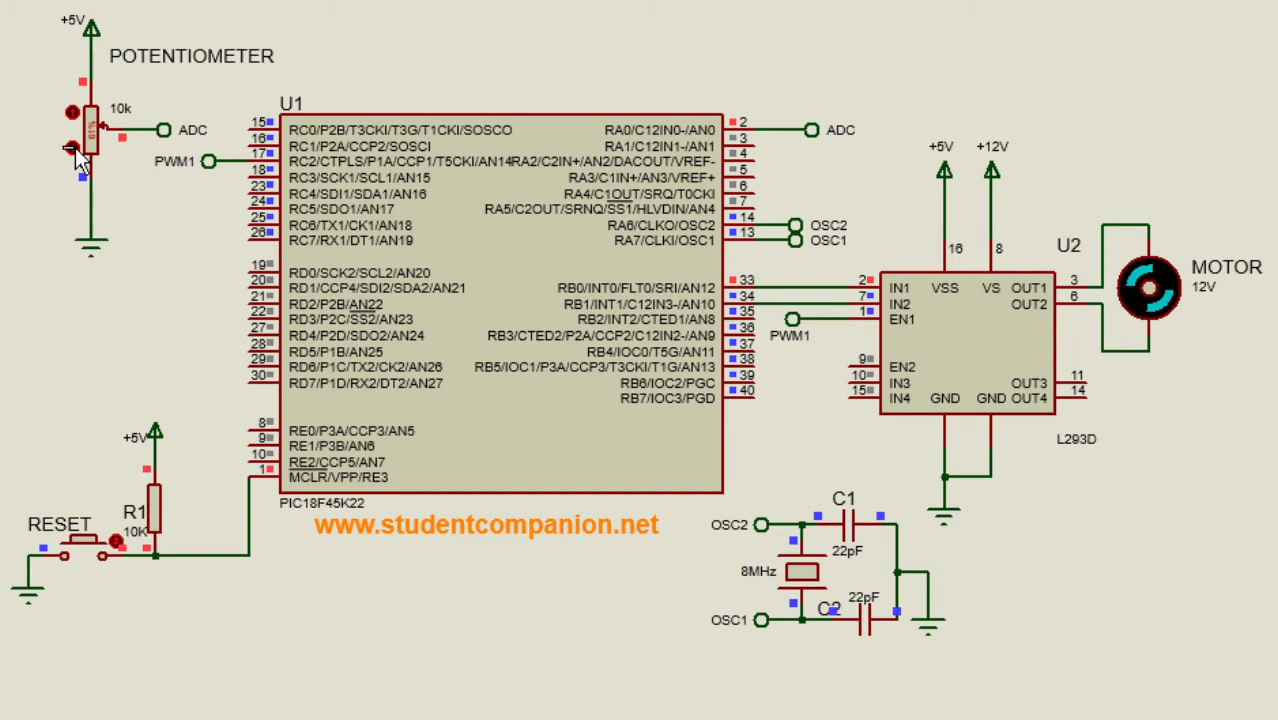 +5V
POTENTIOMETER
10k
61%
ADC
PWM1
U1
15 RC0/P2B/T3CKI/T3G/T1CKI/SOSCO
16 RC1/P2A/CCP2/SOSCI
17 RC2/CTPLS/P1A/CCP1/T5CKI/AN14
18 RC3/SCK1/SCL1/AN15
23 RC4/SDI1/SDA1/AN16
24 RC5/SDO1/AN17
25 RC6/TX1/CK1/AN18
26 RC7/RX1/DT1/AN19
19 RD0/SCK2/SCL2/AN20
20 RD1/CCP4/SDI2/SDA2/AN21
21 RD2/P2B/AN22
22 RD3/P2C/SS2/AN23
27 RD4/P2D/SDO2/AN24
28 RD5/P1B/AN25
29 RD6/P1C/TX2/CK2/AN26
30 RD7/P1D/RX2/DT2/AN27
8 RE0/P3A/CCP3/AN5
9 RE1/P3B/AN6
10 RE2/CCP5/AN7
1 MCLR/VPP/RE3
RA0/C12IN0-/AN0 2
RA1/C12IN1-/AN1 3
RA2/C2IN+/AN2/DACOUT/VREF- 4
RA3/C1IN+/AN3/VREF+ 5
RA4/C1OUT/SRQ/T0CKI 6
RA5/C2OUT/SRNQ/SS1/HLVDIN/AN4 7
RA6/CLKO/OSC2 14
RA7/CLKI/OSC1 13
RB0/INT0/FLT0/SRI/AN12 33
RB1/INT1/C12IN3-/AN10 34
RB2/INT2/CTED1/AN8 35
RB3/CTED2/P2A/CCP2/C12IN2-/AN9 36
RB4/IOC0/T5G/AN11 37
RB5/IOC1/P3A/CCP3/T3CKI/T1G/AN13 38
RB6/IOC2/PGC 39
RB7/IOC3/PGD 40
PIC18F45K22
ADC
OSC2
OSC1
PWM1
+5V
+12V
16
8
U2
2 IN1
7 IN2
1 EN1
9 EN2
10 IN3
15 IN4
VSS
VS
OUT1 3
OUT2 6
OUT3 11
OUT4 14
GND
GND
L293D
MOTOR
12V
+5V
R1
10K
RESET
www.studentcompanion.net
OSC2
C1
22pF
8MHz
22pF
C2
OSC1